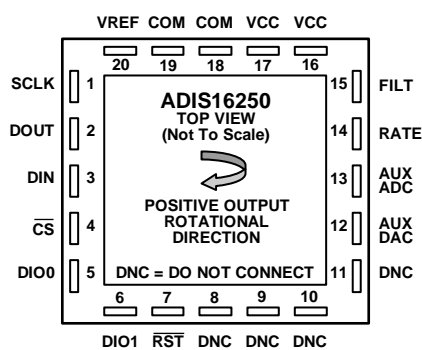 VREF COM COM VCC VCC
20 19 18 17 16
SCLK 1
DOUT 2
DIN 3
CS 4
DIO0 5
ADIS16250
TOP VIEW
(Not To Scale)
POSITIVE OUTPUT
ROTATIONAL
DIRECTION
DNC = DO NOT CONNECT
15 FILT
14 RATE
13 AUX
ADC
12 AUX
DAC
11 DNC
6 7 8 9 10
DIO1 RST DNC DNC DNC